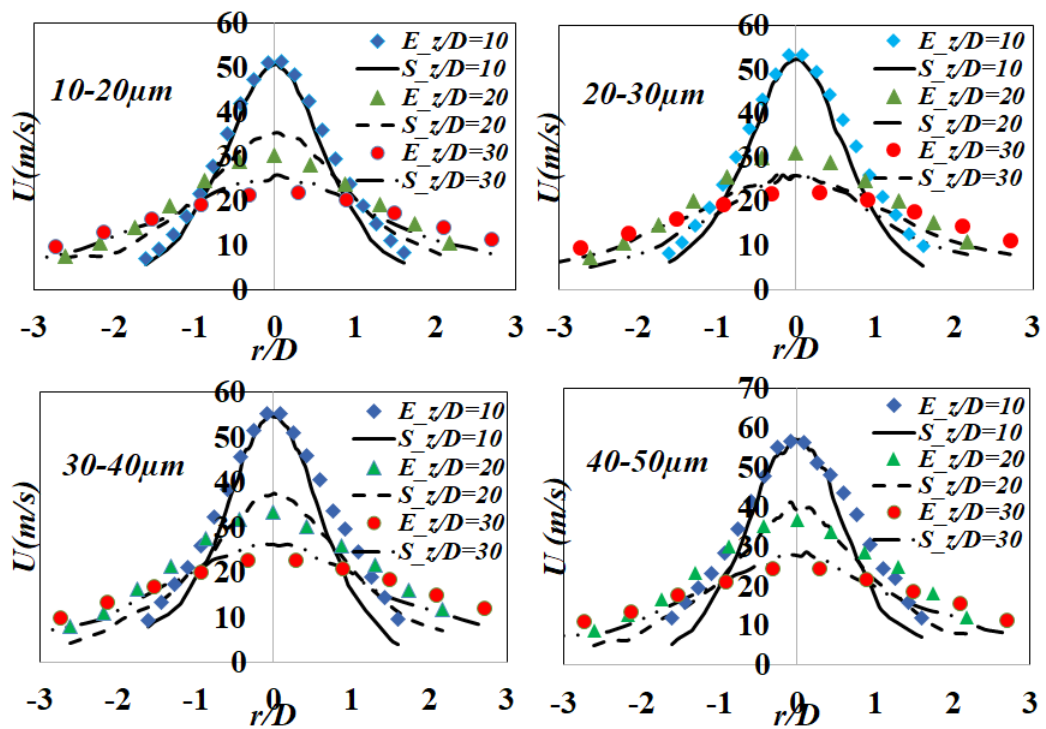 60
50
40
30
20
10
0
-3 -2 -1 0 1 2 3
U(m/s)
r/D
10-20μm
E_z/D=10
S_z/D=10
E_z/D=20
S_z/D=20
E_z/D=30
S_z/D=30
60
50
40
30
20
10
0
-3 -2 -1 0 1 2 3
U(m/s)
r/D
20-30μm
E_z/D=10
S_z/D=10
E_z/D=20
S_z/D=20
E_z/D=30
S_z/D=30
60
50
40
30
20
10
0
-3 -2 -1 0 1 2 3
U(m/s)
r/D
30-40μm
E_z/D=10
S_z/D=10
E_z/D=20
S_z/D=20
E_z/D=30
S_z/D=30
70
60
50
40
30
20
10
0
-3 -2 -1 0 1 2 3
U (m/s)
r/D
40-50μm
E_z/D=10
S_z/D=10
E_z/D=20
S_z/D=20
E_z/D=30
S_z/D=30